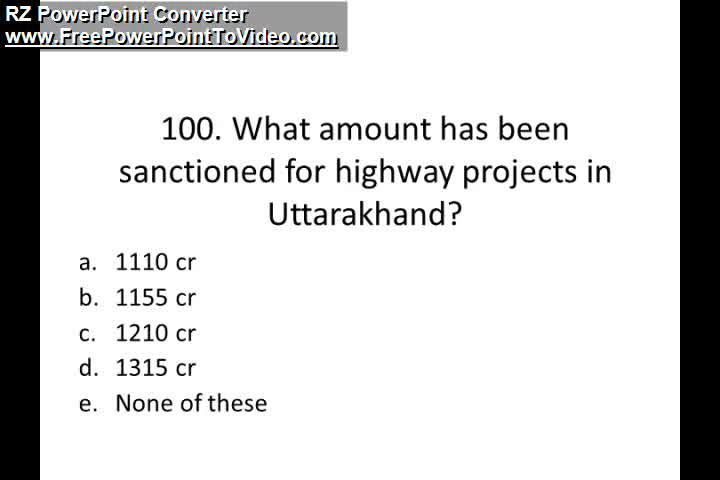 RZ PowerPoint Converter
www.FreePowerPointToVideo.com
100. What amount has been
sanctioned for highway projects in
Uttarakhand?
a. 1110 cr
b. 1155 cr
c. 1210 cr
d. 1315 cr
e. None of these